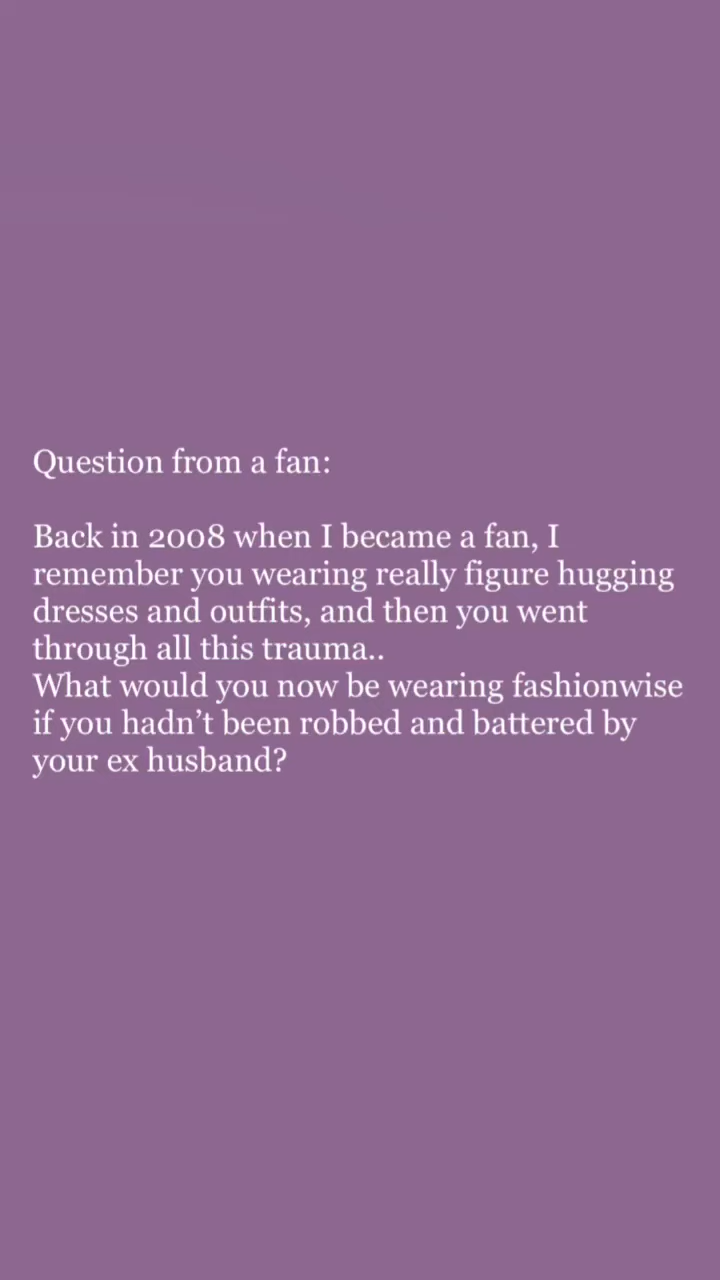 Question from a fan:
Back in 2008 when I became a fan, I
remember you wearing really figure hugging
dresses and outfits, and then you went
through all this trauma..
What would you now be wearing fashionwise
if you hadn’t been robbed and battered by
your ex husband?